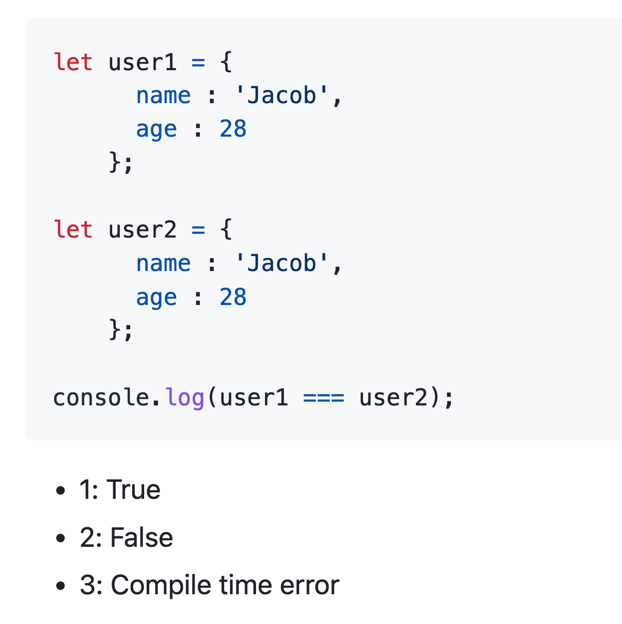 let user1 = {
name : 'Jacob',
age : 28
};
let user2 = {
name : 'Jacob',
age : 28
};
console.log(user1 === user2);
• 1: True
• 2: False
• 3: Compile time error